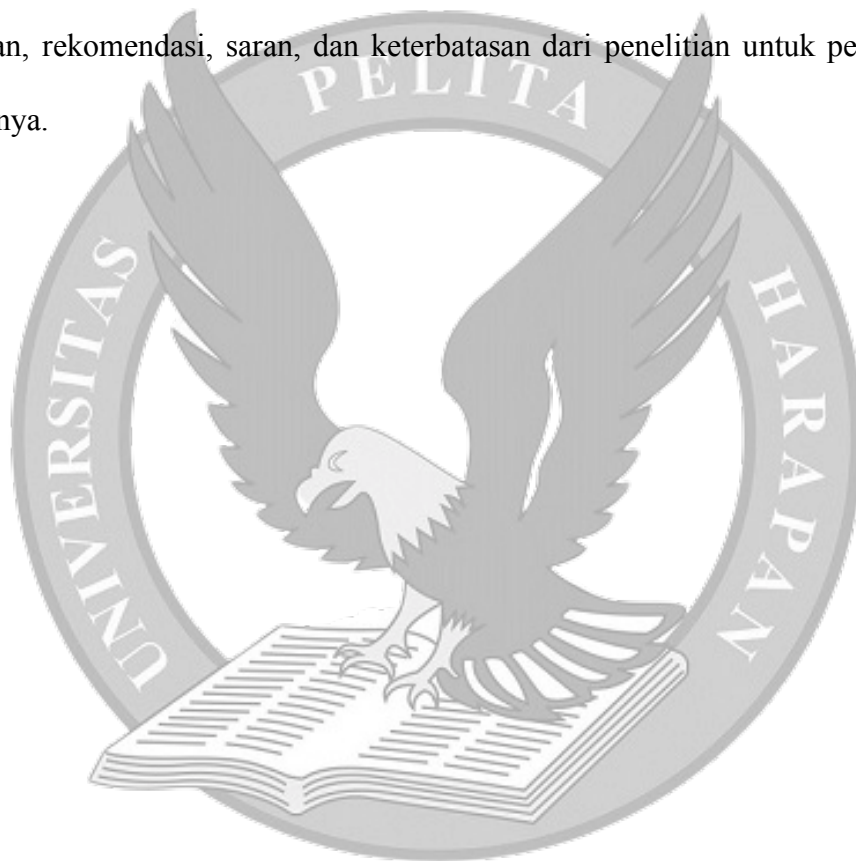 an, rekomendasi, saran, dan keterbatasan dari penelitian untuk pe
nya.
UNIVERSITAS PELITA HARAPAN